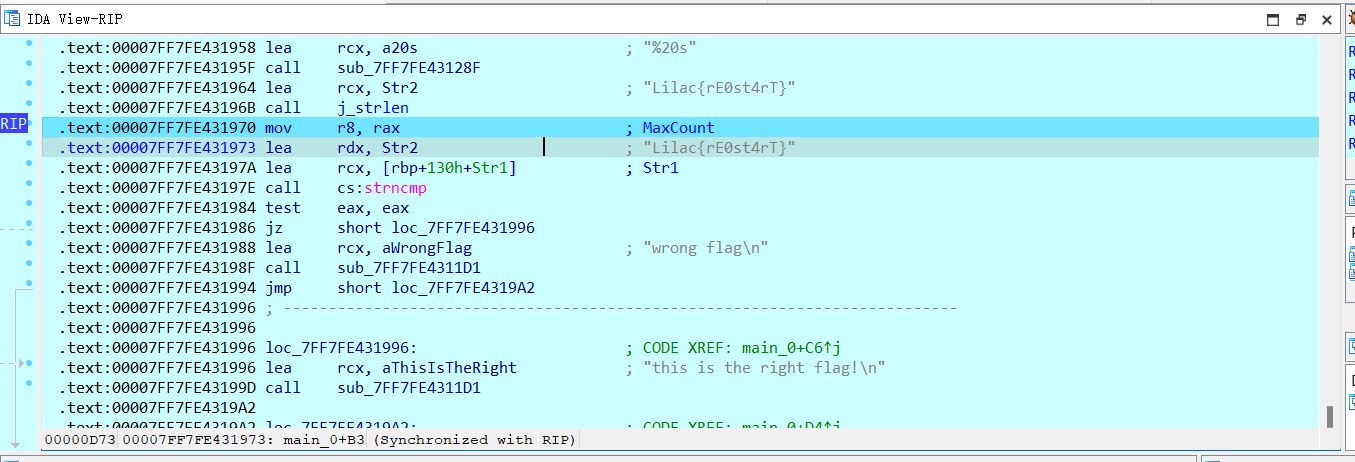 IDA View-RIP
.text:00007FF7FE431958 lea rcx, a20s ; "%20s"
.text:00007FF7FE43195F call sub_7FF7FE43128F
.text:00007FF7FE431964 lea rcx, Str2 ; "Lilac{rE0st4rT}"
.text:00007FF7FE43196B call j_strlen
RIP .text:00007FF7FE431970 mov r8, rax ; MaxCount
.text:00007FF7FE431973 lea rdx, Str2 ; "Lilac{rE0st4rT}"
.text:00007FF7FE43197A lea rcx, [rbp+130h+Str1] ; Str1
.text:00007FF7FE43197E call cs:strncmp
.text:00007FF7FE431984 test eax, eax
.text:00007FF7FE431986 jz short loc_7FF7FE431996
.text:00007FF7FE431988 lea rcx, aWrongFlag ; "wrong flag\n"
.text:00007FF7FE43198F call sub_7FF7FE4311D1
.text:00007FF7FE431994 jmp short loc_7FF7FE4319A2
.text:00007FF7FE431996 ; ---------------------------------------------------------------------------
.text:00007FF7FE431996
.text:00007FF7FE431996 loc_7FF7FE431996: ; CODE XREF: main_0+C6↑j
.text:00007FF7FE431996 lea rcx, aThisIsTheRight ; "this is the right flag!\n"
.text:00007FF7FE43199D call sub_7FF7FE4311D1
.text:00007FF7FE4319A2
.text:00007FF7FE4319A2 loc_7FF7FE4319A2: ; CODE XREF: main_0+D4↑j
00000D73 00007FF7FE431973: main_0+B3 (Synchronized with RIP)